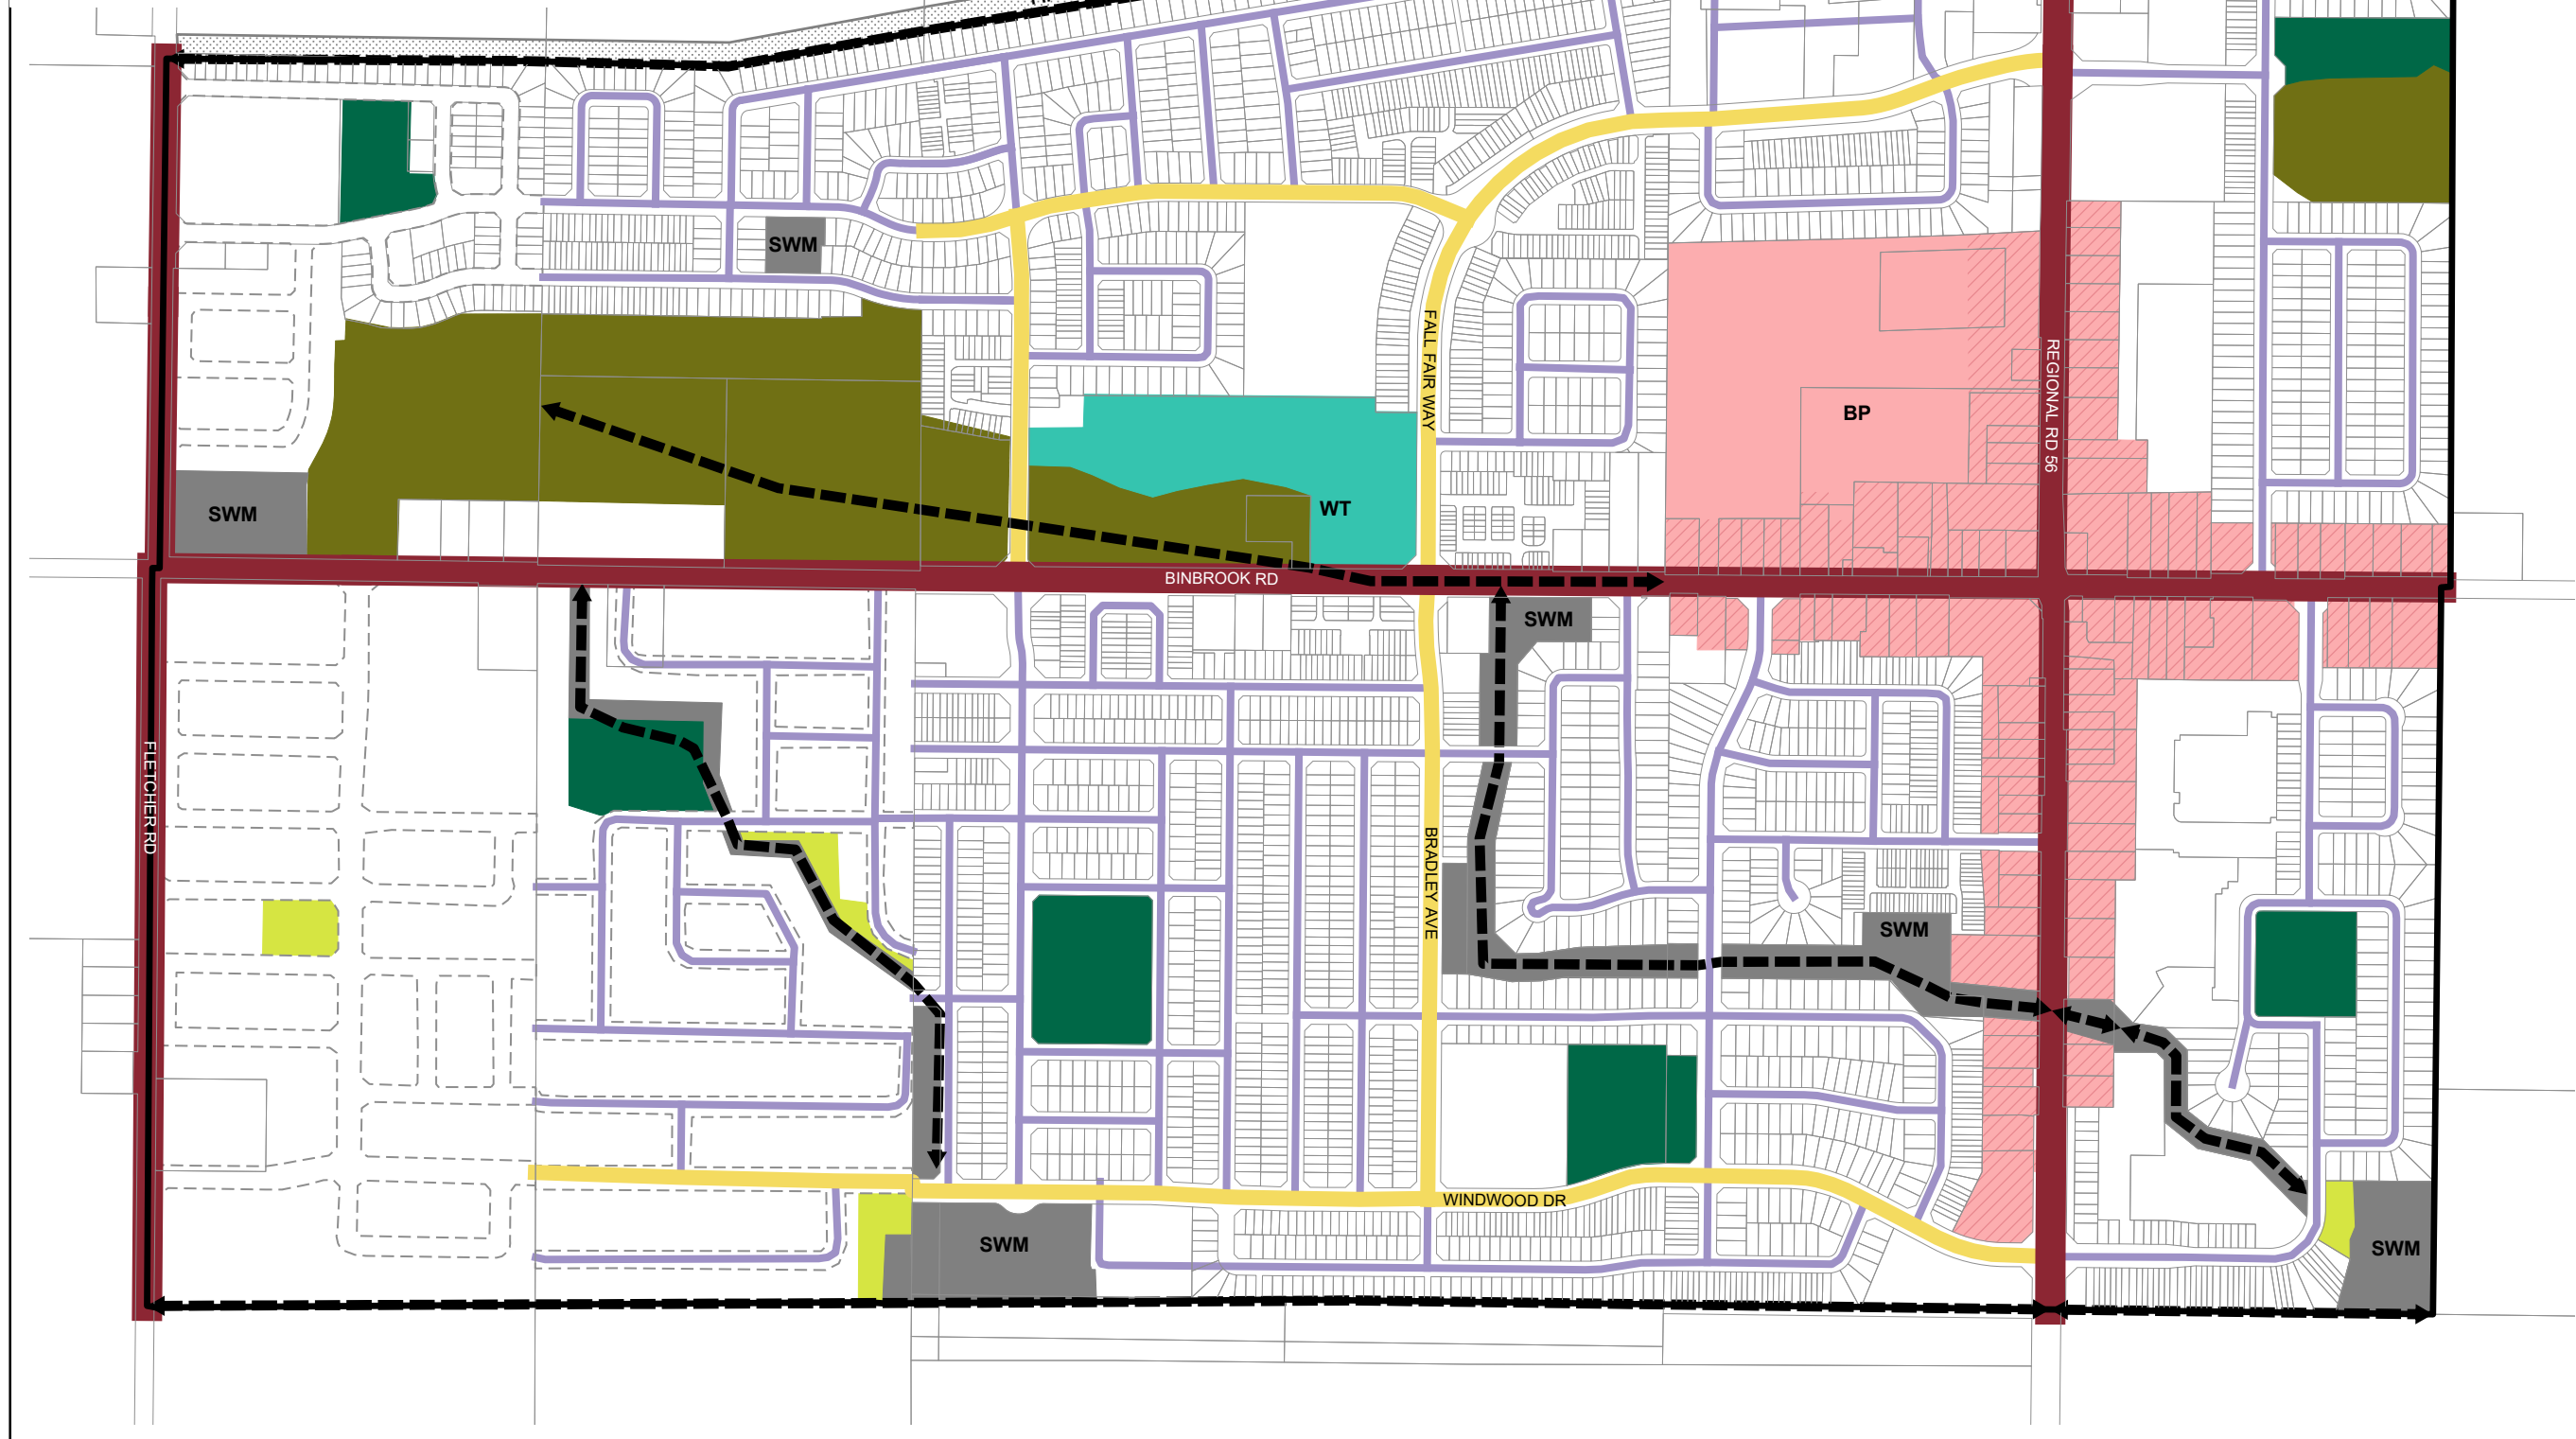 SWM
FALL FAIR WAY
REGIONAL RD 56
BP
WT
SWM
BINBROOK RD
SWM
FLETCHER RD
BRADLEY AVE
SWM
WINDWOOD DR
SWM
SWM